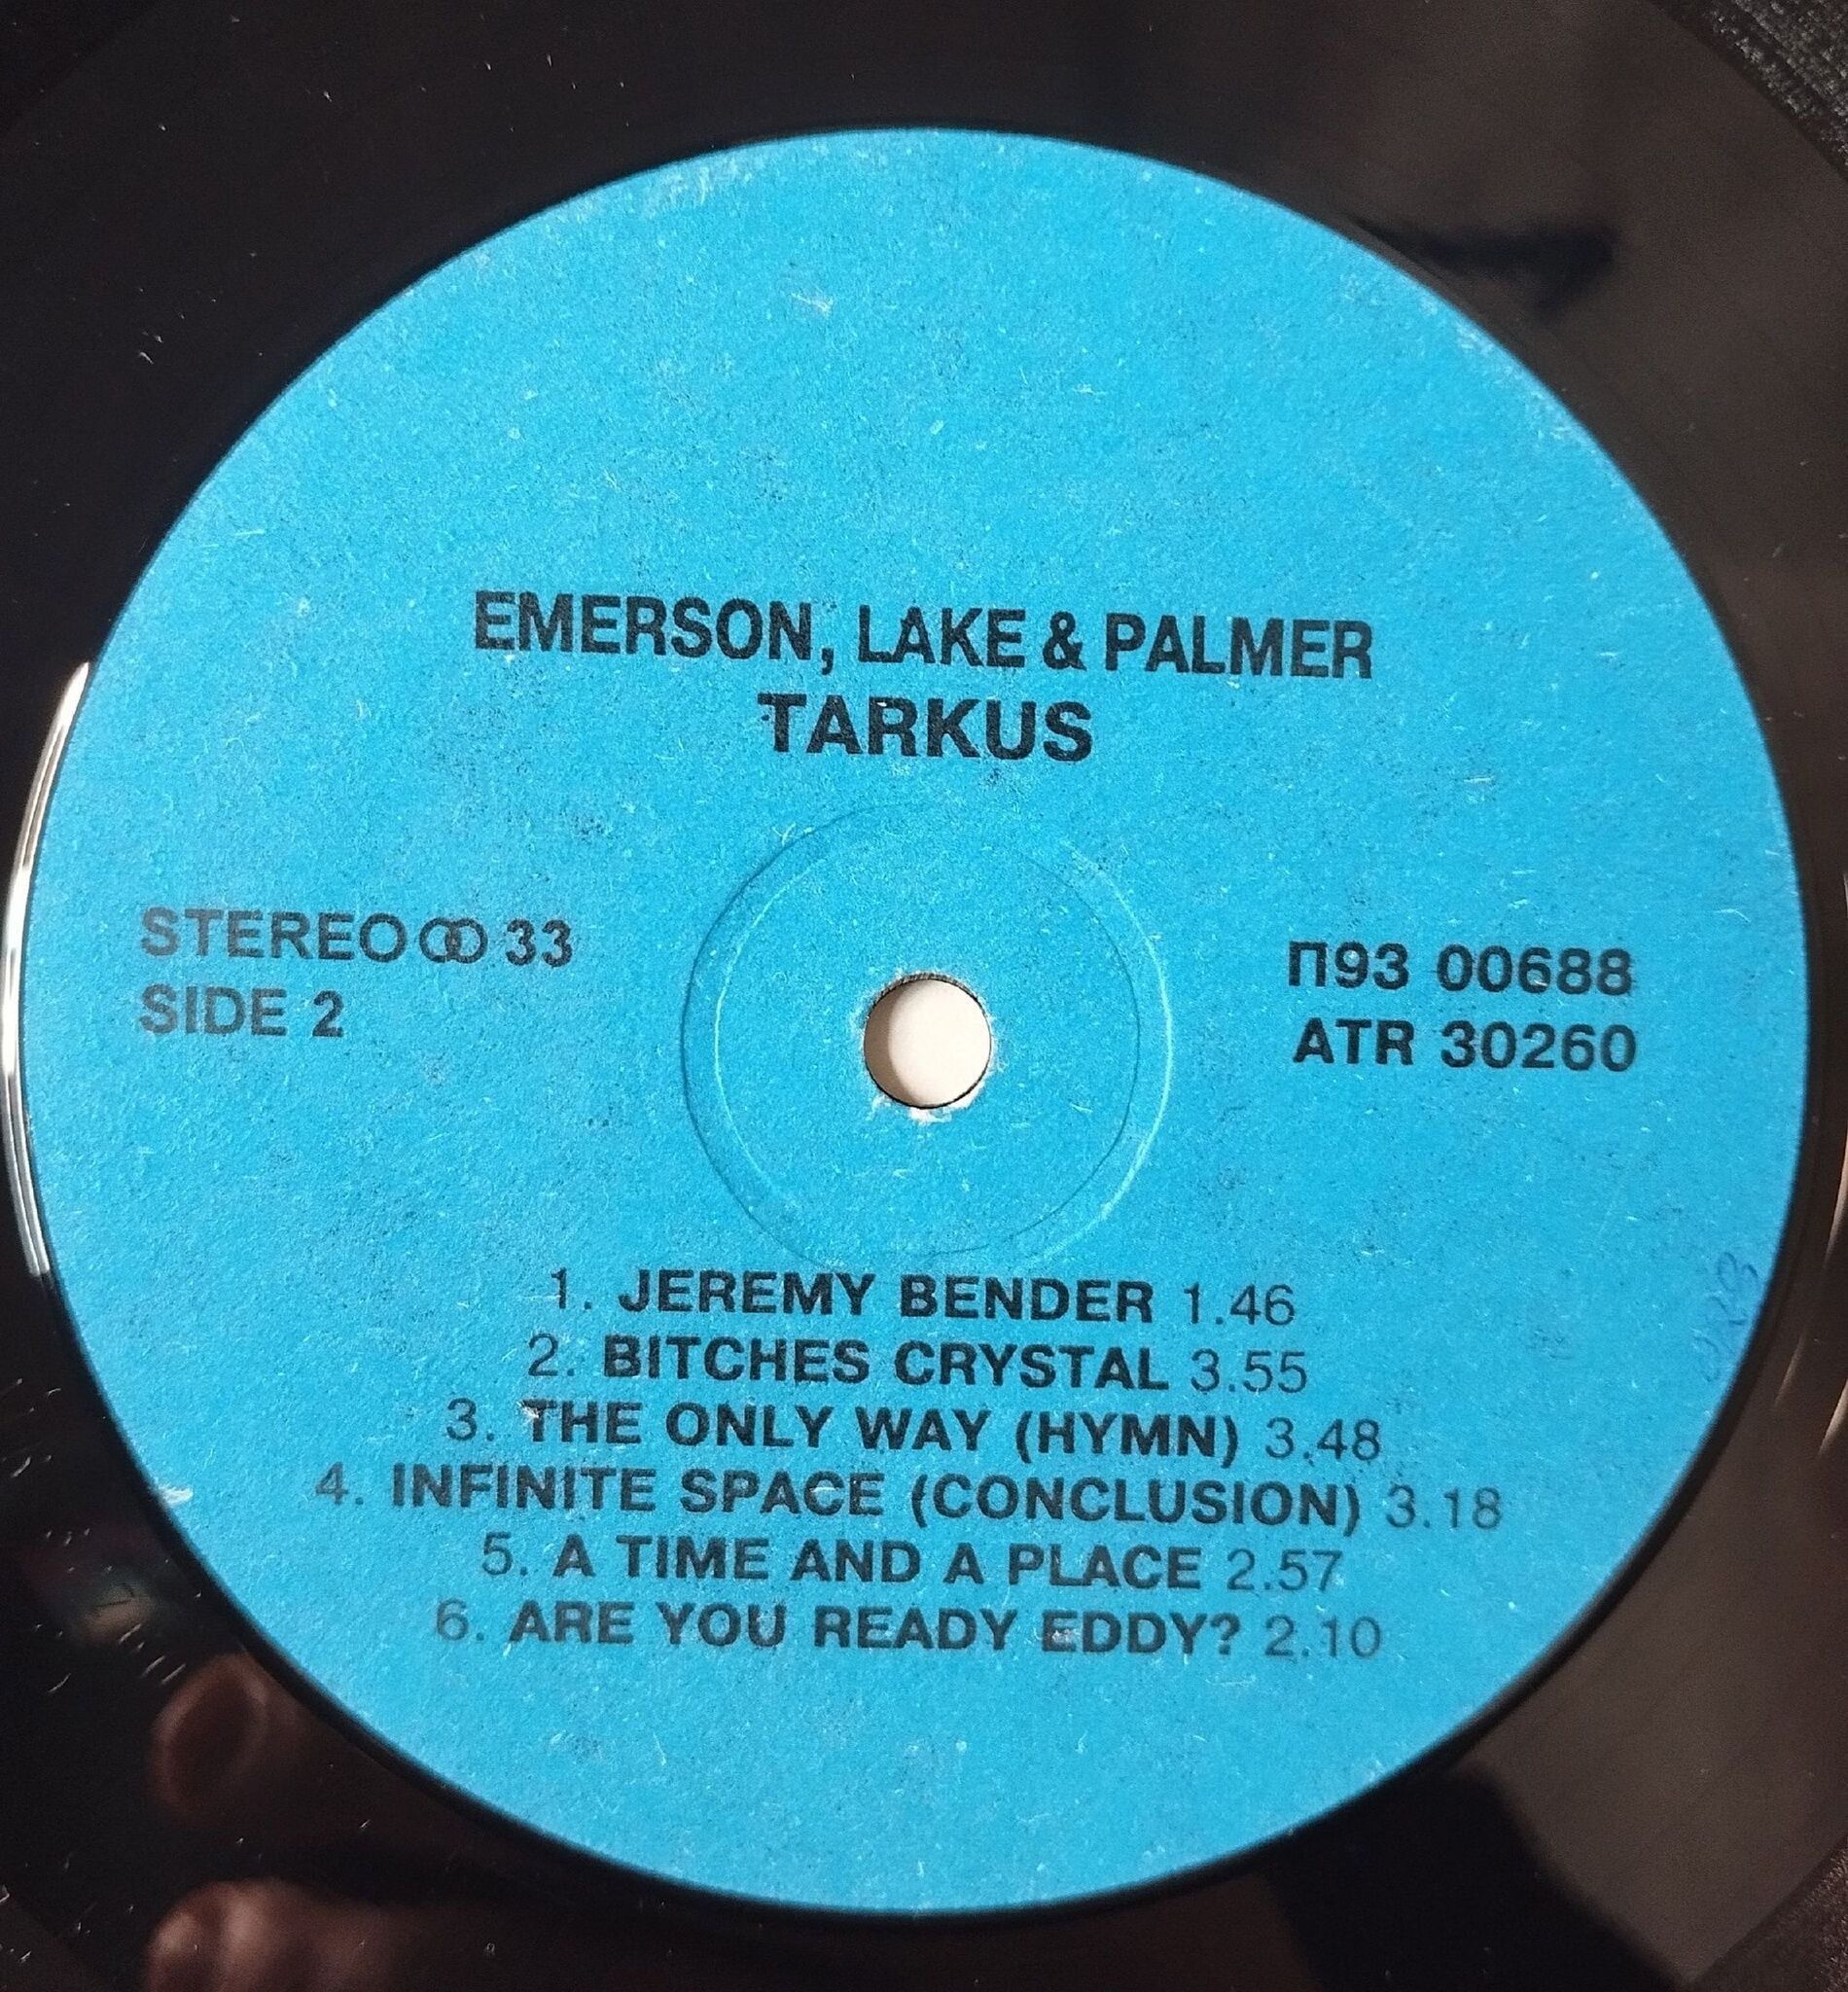 EMERSON, LAKE & PALMER
TARKUS
STEREO 33
SIDE 2
П93 00688
ATR 30260
1. JEREMY BENDER 1.46
2. BITCHES CRYSTAL 3.55
3. THE ONLY WAY (HYMN) 3.48
4. INFINITE SPACE (CONCLUSION) 3.18
5. A TIME AND A PLACE 2.57
6. ARE YOU READY EDDY? 2.10